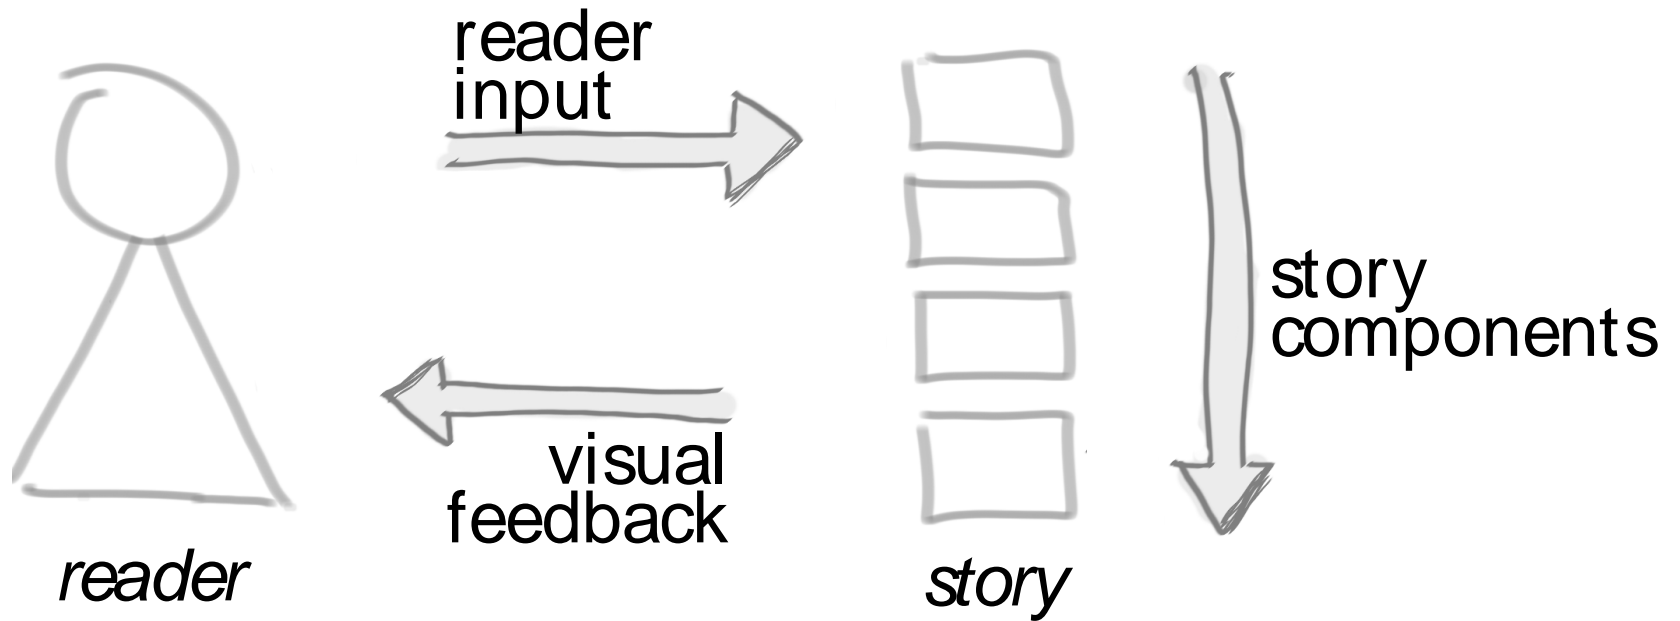 reader
input
story
components
visual
feedback
reader
story